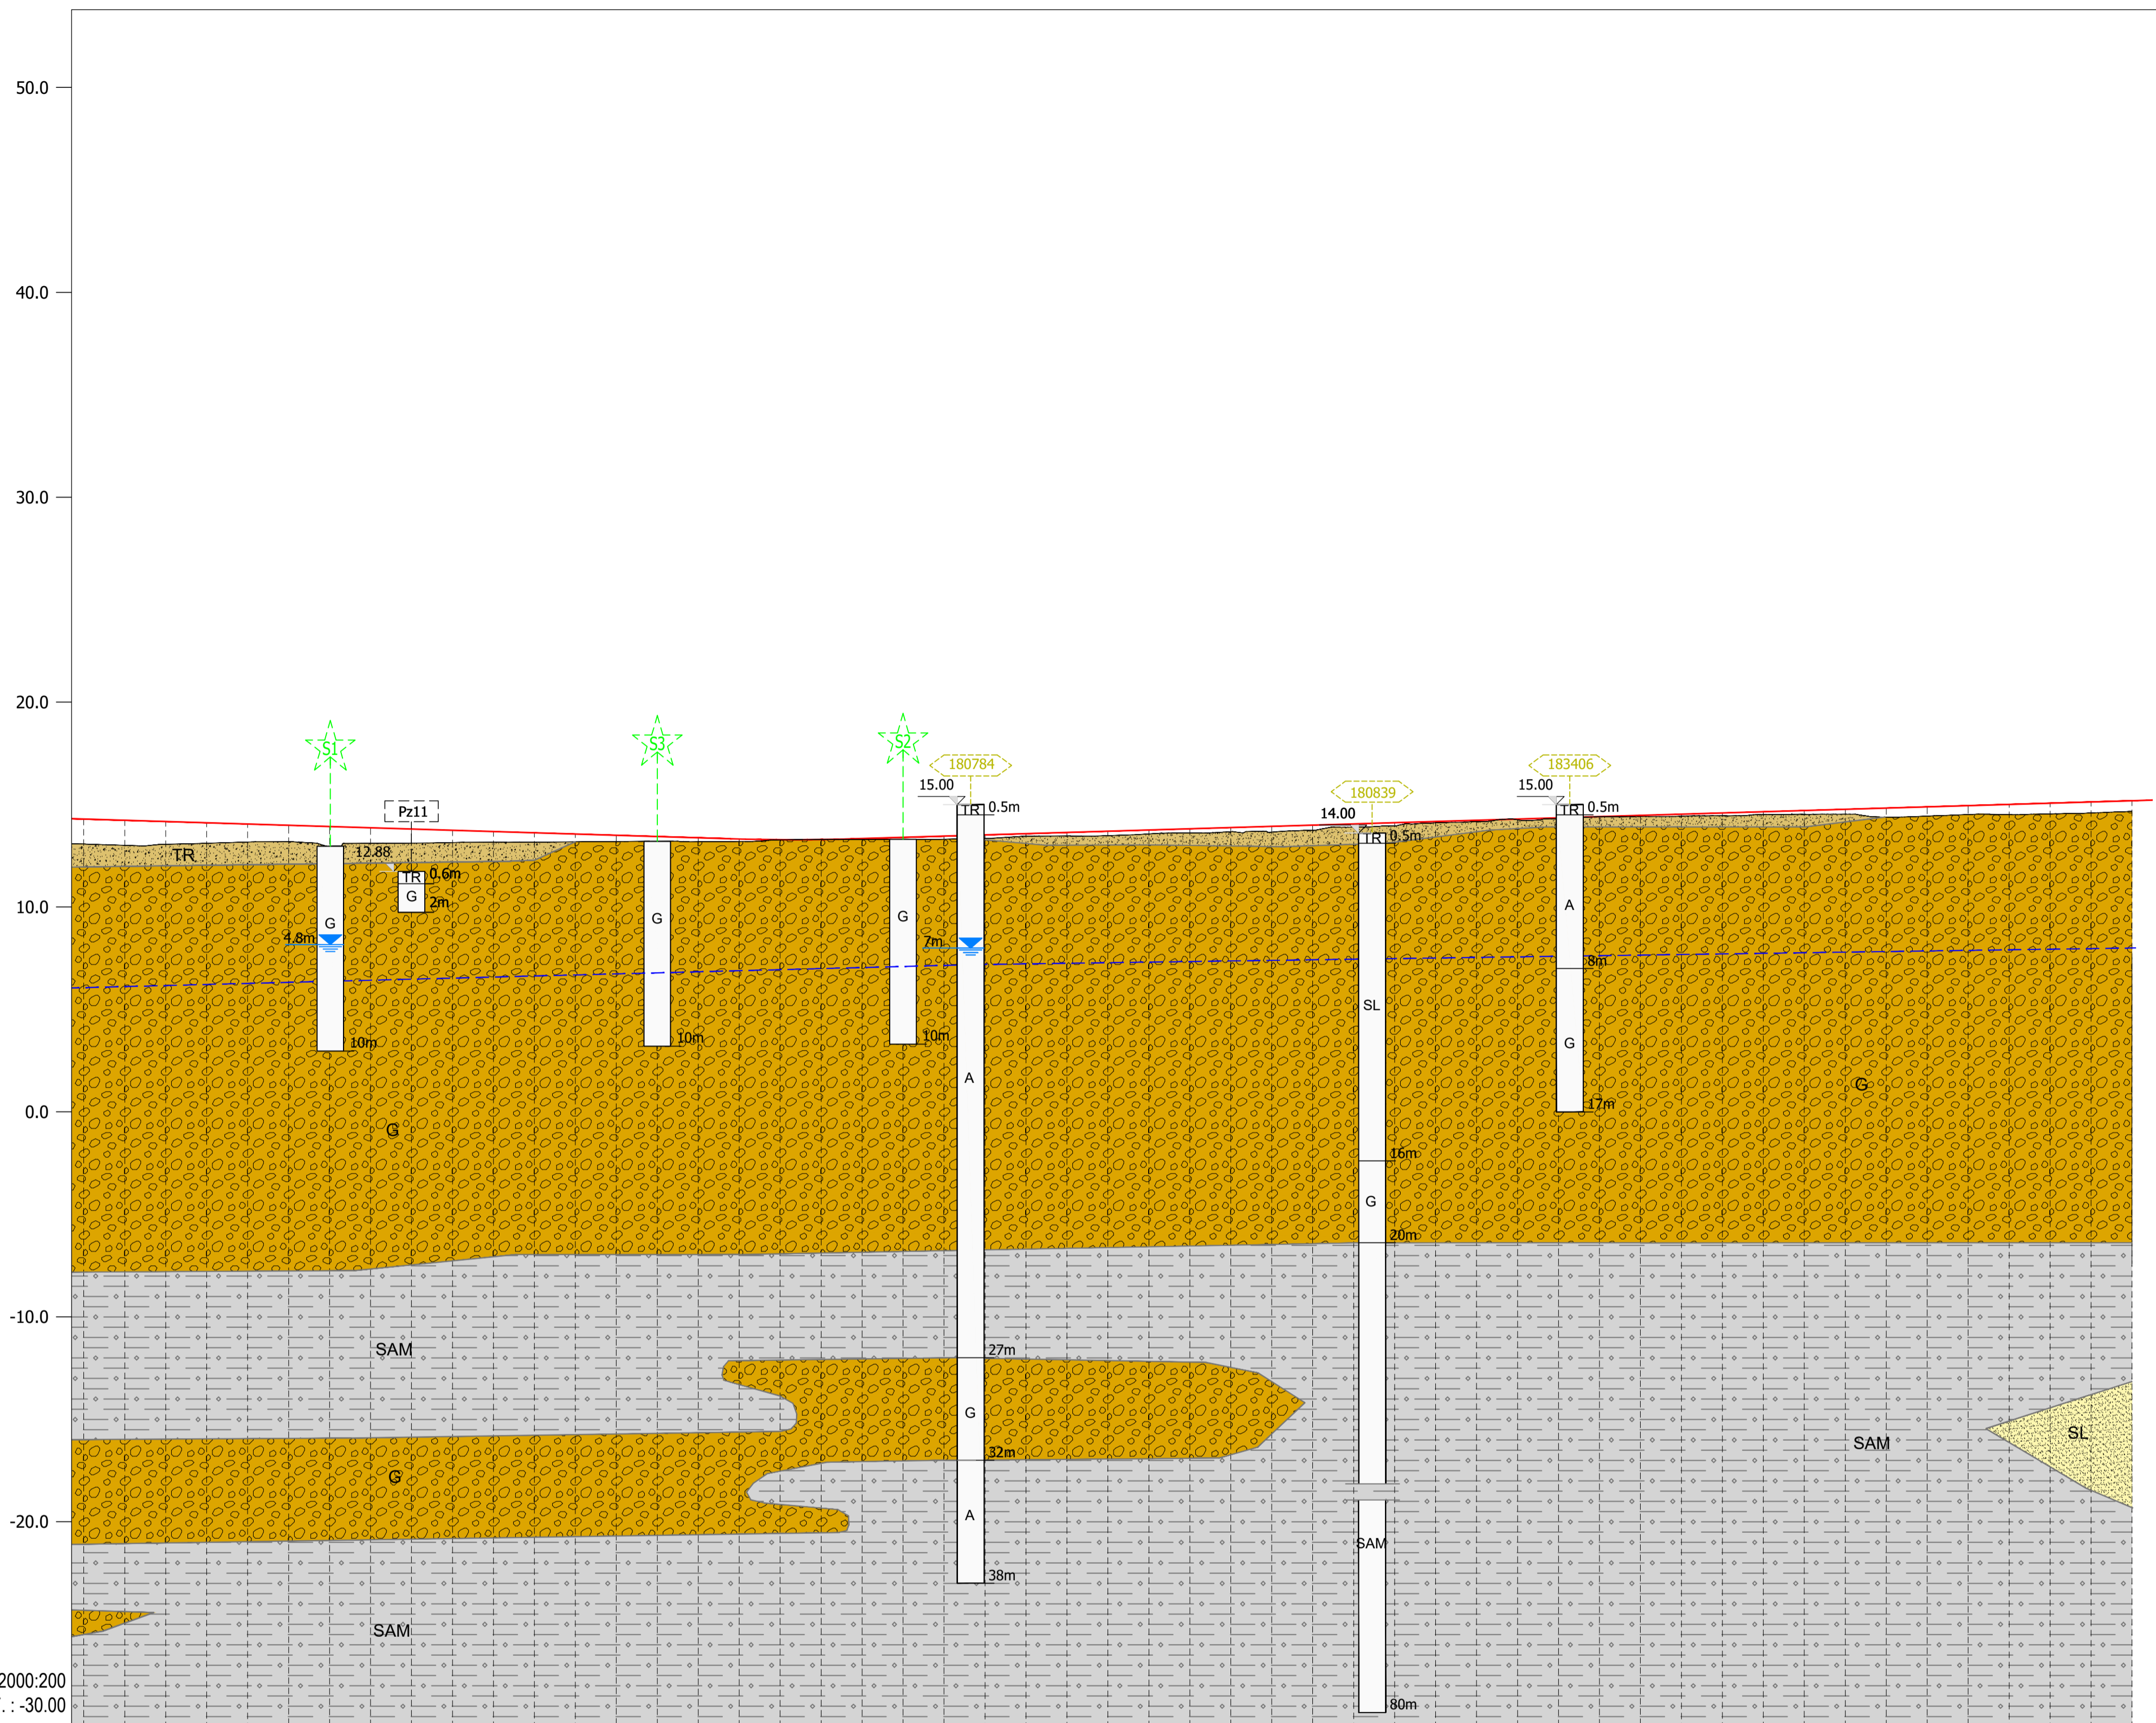 50.0
40.0
30.0
20.0
10.0
0.0
-10.0
-20.0
2000:200
.: -30.00
S1
S3
S2
180784
183406
180839
15.00
15.00
14.00
Pz11
TR
0.5m
TR
0.5m
TR
0.5m
TR
12.88
TR
0.6m
G
2m
G
4.8m
10m
G
10m
G
10m
7m
A
27m
G
32m
A
38m
SL
16m
G
20m
SAM
80m
A
8m
G
17m
G
G
SAM
SAM
SL
G
SAM